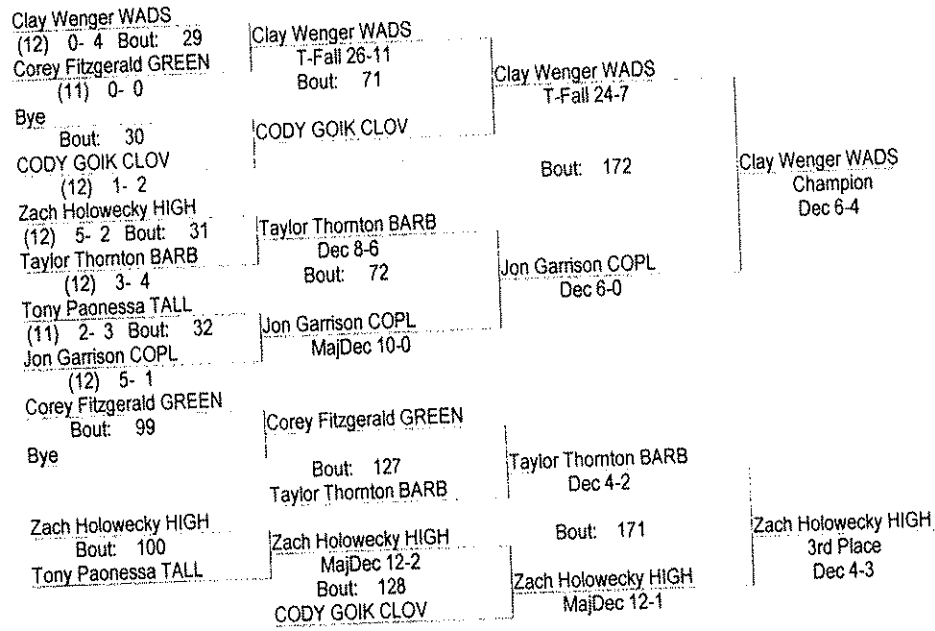 Clay Wenger WADS
(12) 0- 4 Bout: 29
Corey Fitzgerald GREEN
(11) 0- 0
Bye
Bout: 30
CODY GOIK CLOV
(12) 1- 2
Zach Holowecky HIGH
(12) 5- 2 Bout: 31
Taylor Thornton BARB
(12) 3- 4
Tony Paonessa TALL
(11) 2- 3 Bout: 32
Jon Garrison COPL
(12) 5- 1
Corey Fitzgerald GREEN
Bout: 99
Bye
Zach Holowecky HIGH
Bout: 100
Tony Paonessa TALL
Clay Wenger WADS
T-Fall 26-11
Bout: 71
CODY GOIK CLOV
Taylor Thornton BARB
Dec 8-6
Bout: 72
Jon Garrison COPL
MajDec 10-0
Corey Fitzgerald GREEN
Bout: 127
Taylor Thornton BARB
Zach Holowecky HIGH
MajDec 12-2
Bout: 128
CODY GOIK CLOV
Clay Wenger WADS
T-Fall 24-7
Bout: 172
Jon Garrison COPL
Dec 6-0
Taylor Thornton BARB
Dec 4-2
Bout: 171
Zach Holowecky HIGH
MajDec 12-1
Clay Wenger WADS
Champion
Dec 6-4
Zach Holowecky HIGH
3rd Place
Dec 4-3